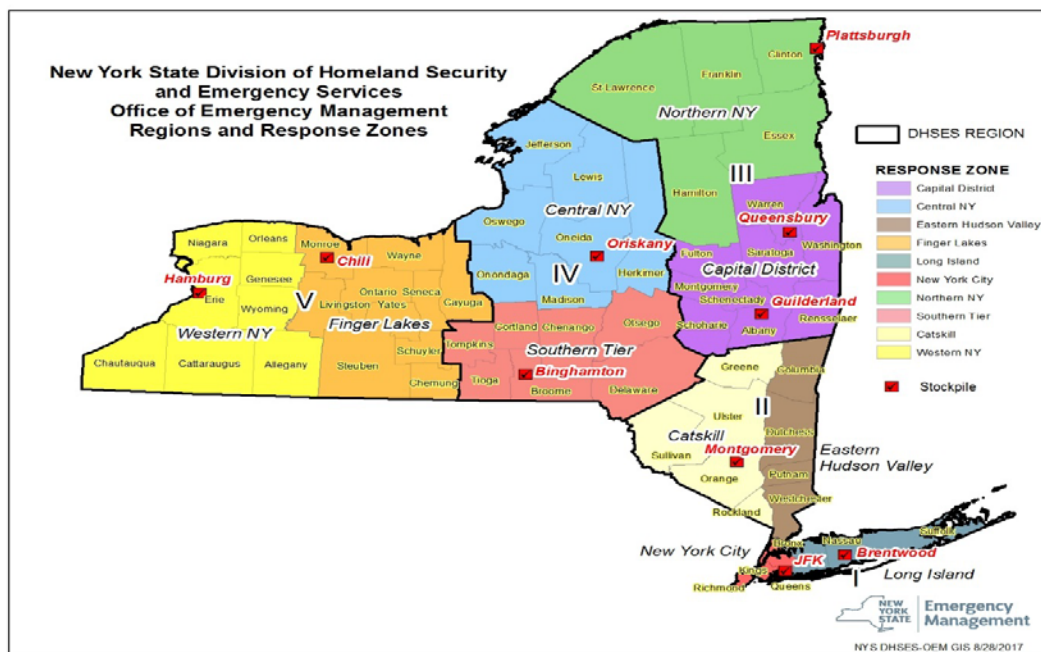 New York State Division of Homeland Security
and Emergency Services
Office of Emergency Management
Regions and Response Zones
Plattsburgh
Clinton
Franklin
St Lawrence
Northern NY
Essex
Jefferson
Lewis
Hamilton
III
Warren
Oswego
Central NY
Queensbury
Washington
Oneida
Oriskany
Fulton
Saratoga
Capital District
Herkimer
Onondaga
IV
Madison
Montgomery
Schenectady
Guilderland
Rensselaer
Schoharie
Albany
Niagara
Orleans
Monroe
Wayne
Chili
Genesee
Hamburg
Erie
Wyoming
V
Livingston
Ontario
Yates
Seneca
Cayuga
Western NY
Finger Lakes
Chautauqua
Cattaraugus
Allegany
Steuben
Schuyler
Chemung
Cortland
Chenango
Otsego
Tompkins
Southern Tier
Tioga
Binghamton
Broome
Delaware
Greene
Columbia
II
Ulster
Dutchess
Catskill
Montgomery
Sullivan
Orange
Putnam
Eastern
Hudson Valley
Westchester
Rockland
New York City
Bronx
Nassau
Suffolk
Kings
JFK
Brentwood
Richmond
Queens
I
Long Island
DHSES REGION
RESPONSE ZONE
Capital District
Central NY
Eastern Hudson Valley
Finger Lakes
Long Island
New York City
Northern NY
Southern Tier
Catskill
Western NY
Stockpile
NEW
YORK
STATE
Emergency
Management
NYS DHSES-OEM GIS 8/28/2017